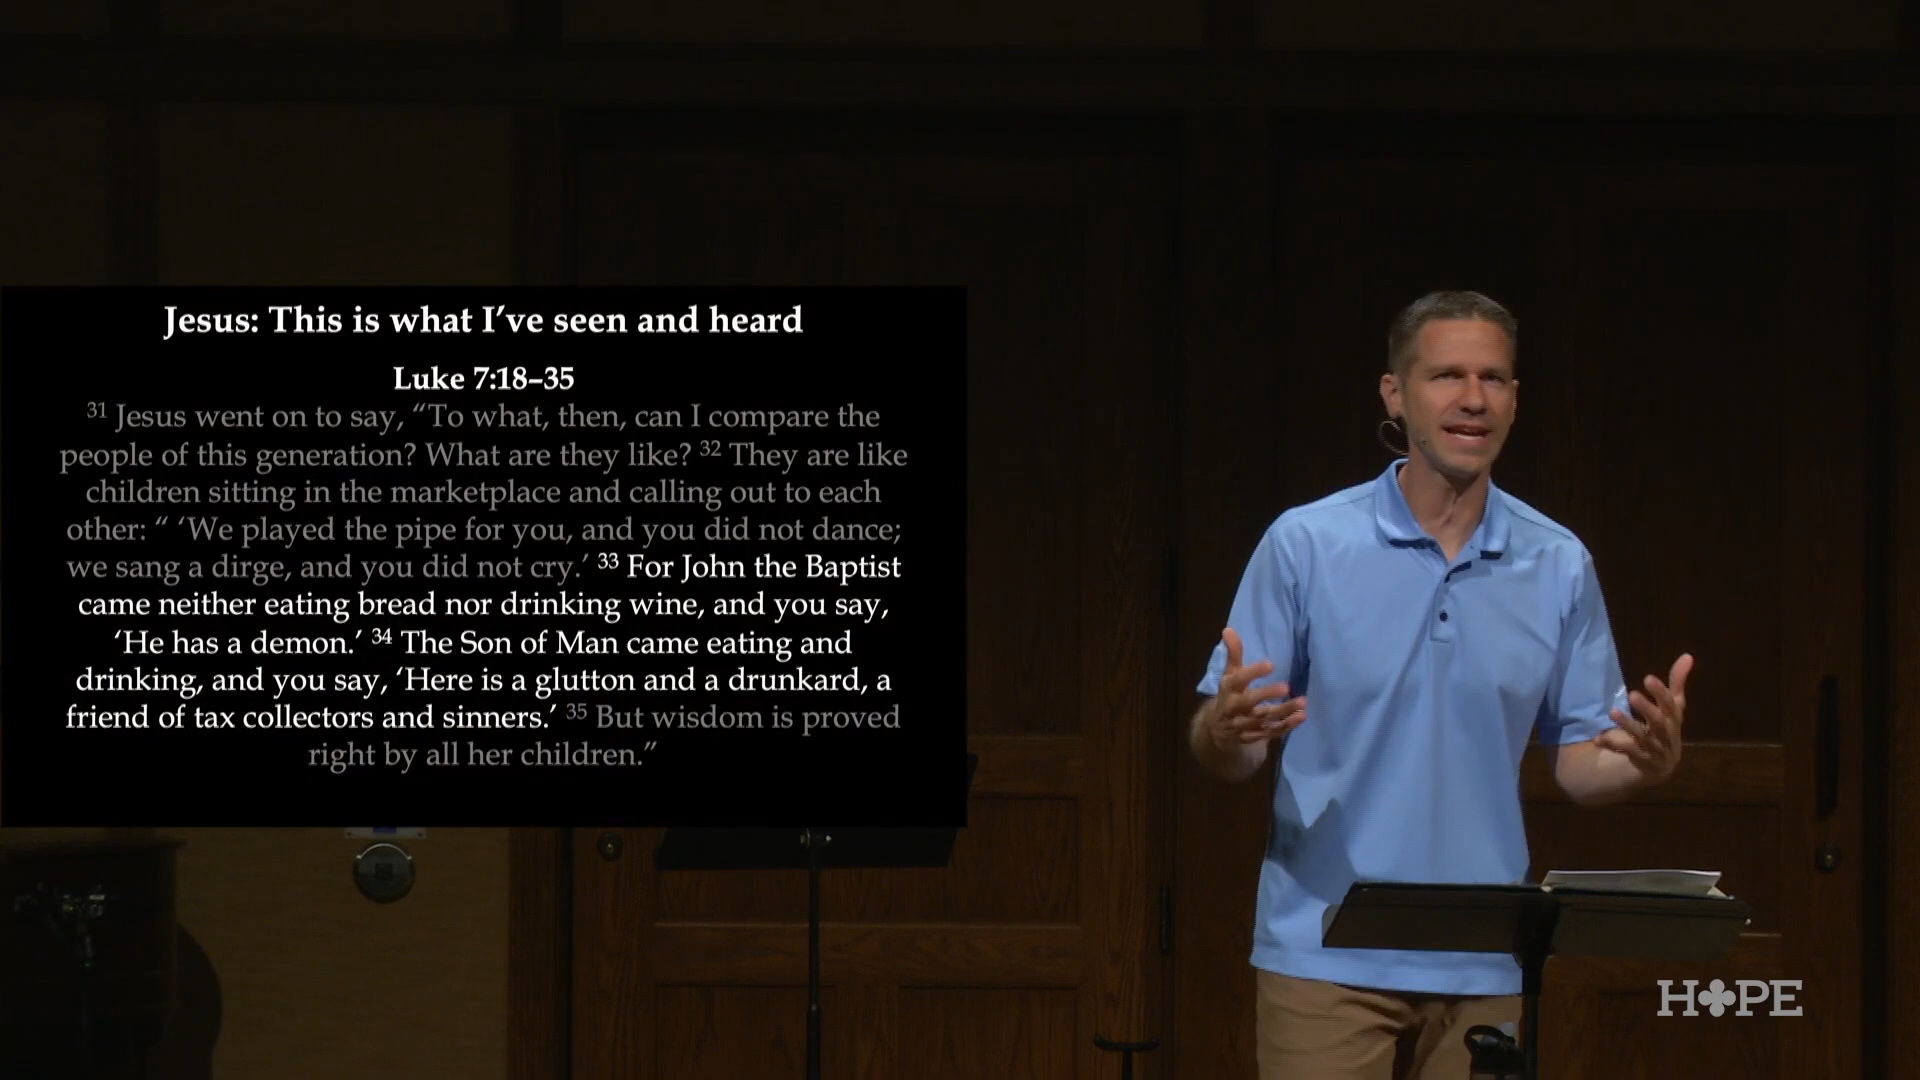 Jesus: This is what I’ve seen and heard
Luke 7:18–35
31 Jesus went on to say, “To what, then, can I compare the
people of this generation? What are they like? 32 They are like
children sitting in the marketplace and calling out to each
other: “ ‘We played the pipe for you, and you did not dance;
we sang a dirge, and you did not cry.’ 33 For John the Baptist
came neither eating bread nor drinking wine, and you say,
‘He has a demon.’ 34 The Son of Man came eating and
drinking, and you say, ‘Here is a glutton and a drunkard, a
friend of tax collectors and sinners.’ 35 But wisdom is proved
right by all her children.”
HOPE